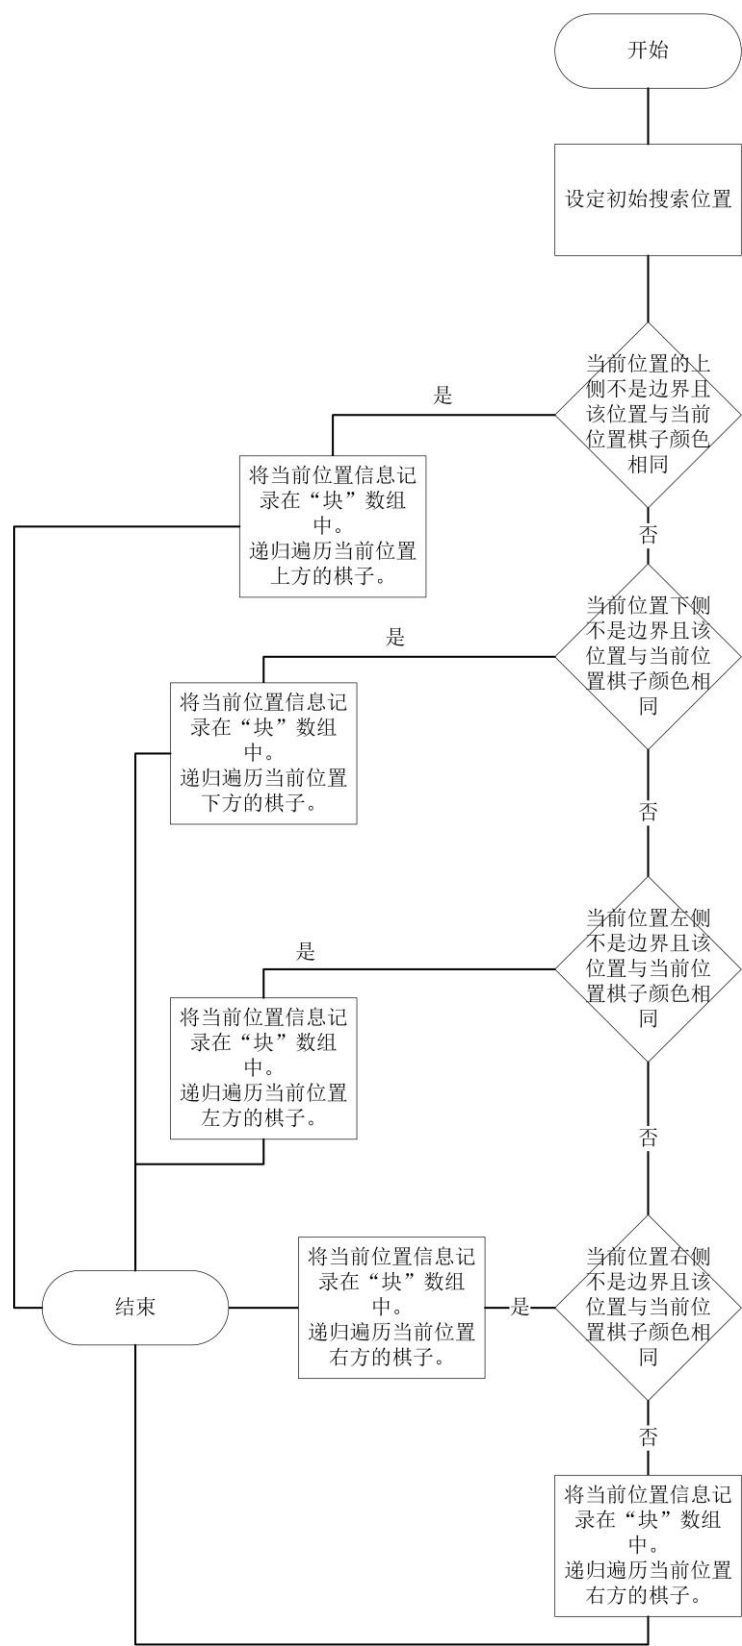 开始
设定初始搜索位置
当前位置的上
侧不是边界且
该位置与当前
位置棋子颜色
相同
是
将当前位置信息记
录在“块”数组
中。
递归遍历当前位置
上方的棋子。
否
当前位置下侧
不是边界且该
位置与当前位
置棋子颜色相
同
是
将当前位置信息记
录在“块”数组
中。
递归遍历当前位置
下方的棋子。
否
当前位置左侧
不是边界且该
位置与当前位
置棋子颜色相
同
是
将当前位置信息记
录在“块”数组
中。
递归遍历当前位置
左方的棋子。
否
当前位置右侧
不是边界且该
位置与当前位
置棋子颜色相
同
是
将当前位置信息记
录在“块”数组
中。
递归遍历当前位置
右方的棋子。
结束
否
将当前位置信息记
录在“块”数组
中。
递归遍历当前位置
右方的棋子。